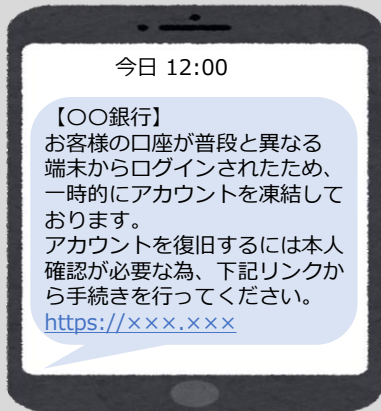 今日 12:00
【○○銀行】
お客様の口座が普段と異なる
端末からログインされたため、
一時的にアカウントを凍結して
おります。
アカウントを復旧するには本人
確認が必要な為、下記リンクか
ら手続きを行ってください。
https://×××.×××